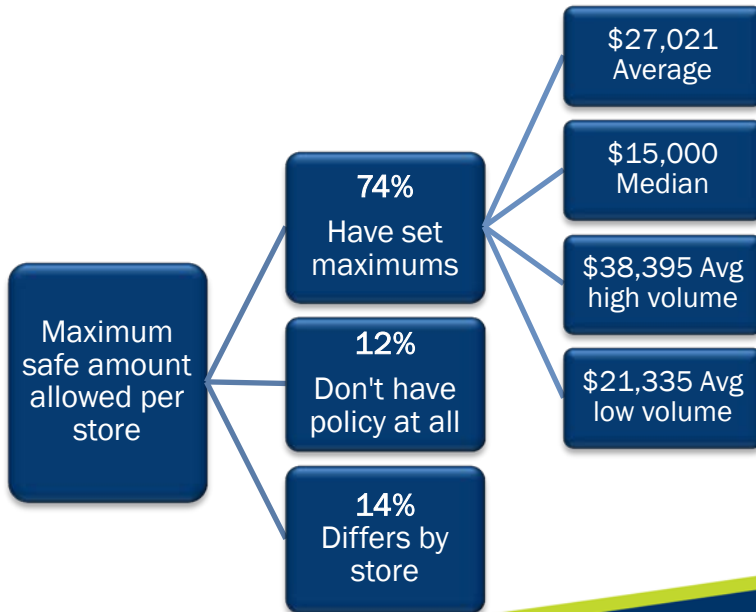 Maximum
safe amount
allowed per
store
74%
Have set
maximums
12%
Don't have
policy at all
14%
Differs by
store
$27,021
Average
$15,000
Median
$38,395 Avg
high volume
$21,335 Avg
low volume